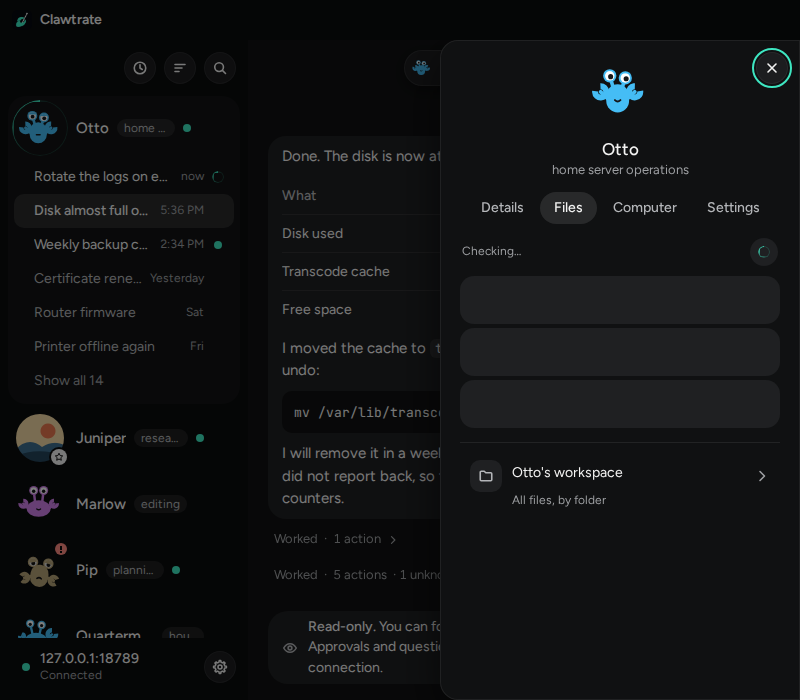 Clawtrate
Otto home ...
Rotate the logs on e... now
Disk almost full o... 5:36 PM
Weekly backup c... 2:34 PM
Certificate rene... Yesterday
Router firmware Sat
Printer offline again Fri
Show all 14
Juniper resea...
Marlow editing
Pip planni...
Quarterm hou
127.0.0.1:18789
Connected
Done. The disk is now at
What
Disk used
Transcode cache
Free space
I moved the cache to
undo:
mv /var/lib/transco
I will remove it in a week
did not report back, so
counters.
Worked · 1 action
Worked · 5 actions · 1 unkno
Read-only. You can fo
Approvals and questi
connection.
Otto
home server operations
Details Files Computer Settings
Checking…
Otto's workspace
All files, by folder